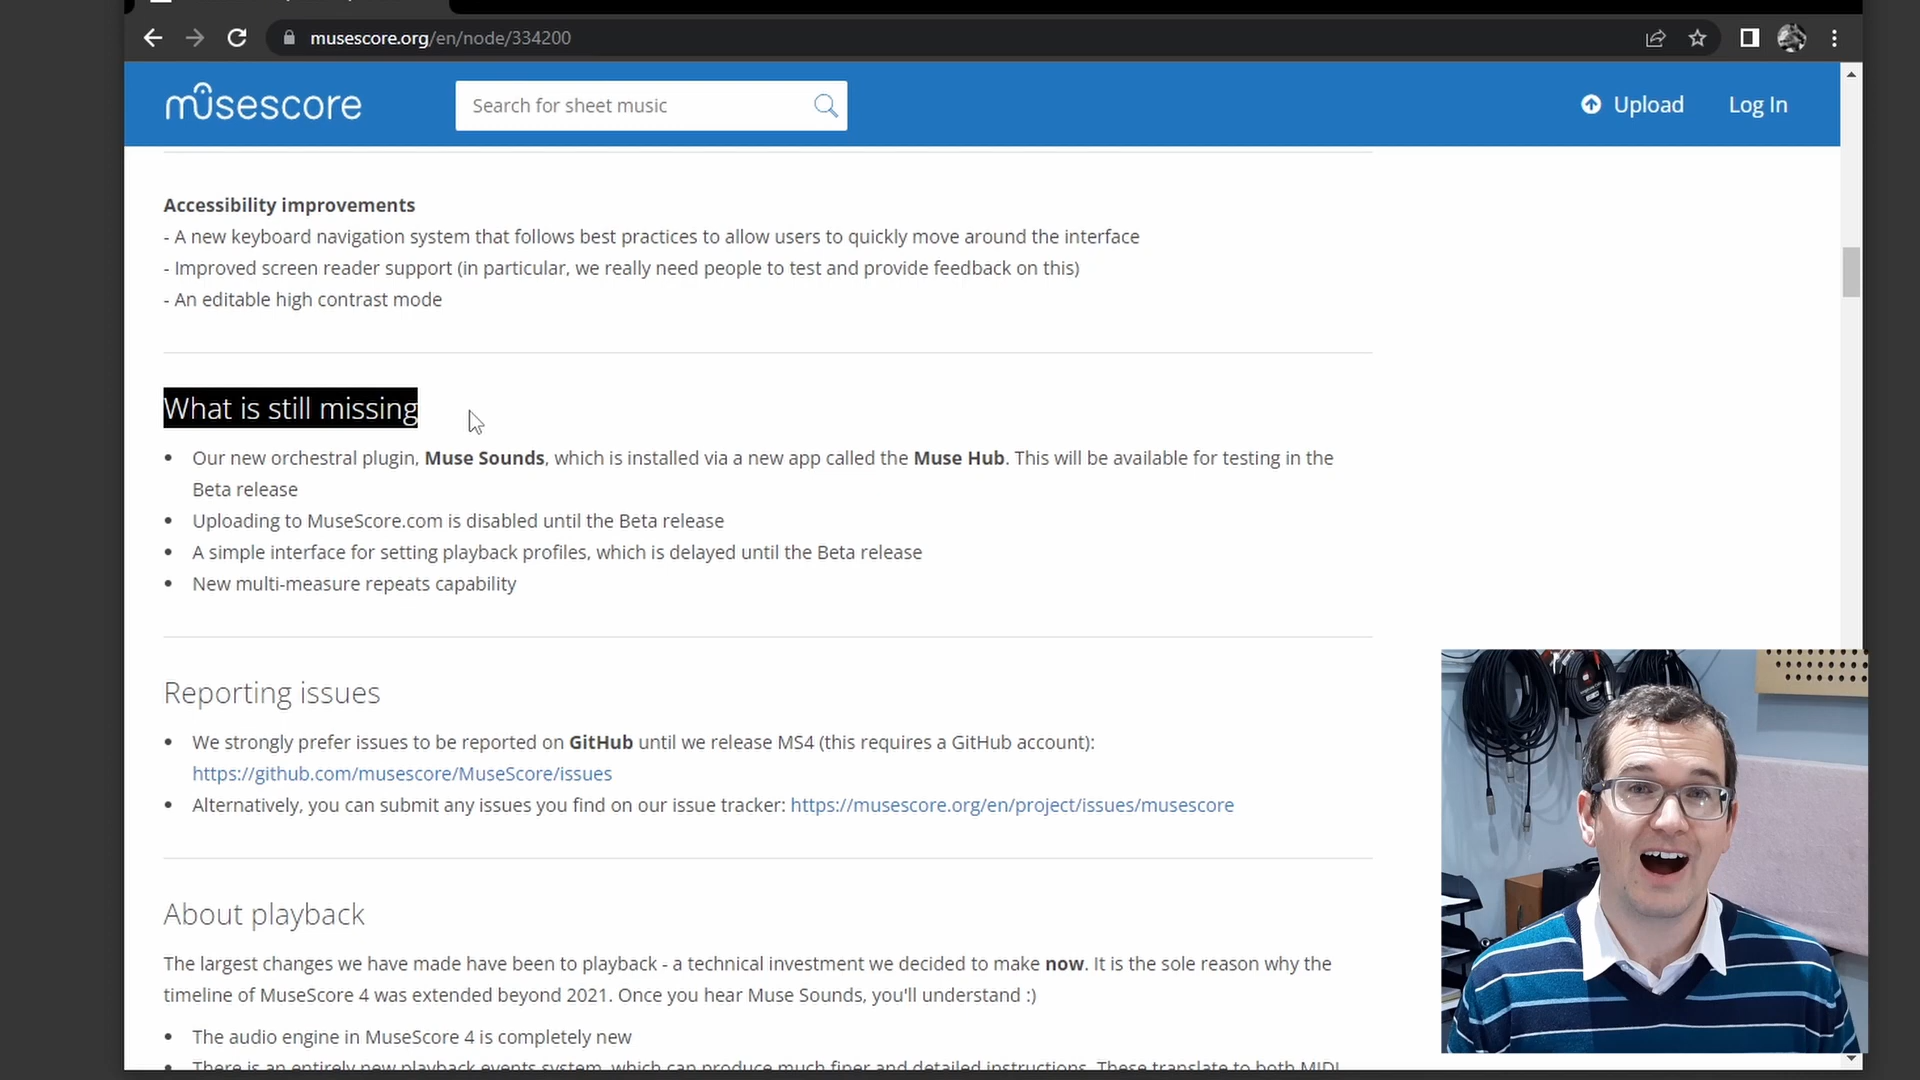 musescore.org/en/node/334200
musescore
Search for sheet music
Upload
Log In
Accessibility improvements
- A new keyboard navigation system that follows best practices to allow users to quickly move around the interface
- Improved screen reader support (in particular, we really need people to test and provide feedback on this)
- An editable high contrast mode
What is still missing
• Our new orchestral plugin, Muse Sounds, which is installed via a new app called the Muse Hub. This will be available for testing in the
Beta release
• Uploading to MuseScore.com is disabled until the Beta release
• A simple interface for setting playback profiles, which is delayed until the Beta release
• New multi-measure repeats capability
Reporting issues
• We strongly prefer issues to be reported on GitHub until we release MS4 (this requires a GitHub account):
https://github.com/musescore/MuseScore/issues
• Alternatively, you can submit any issues you find on our issue tracker: https://musescore.org/en/project/issues/musescore
About playback
The largest changes we have made have been to playback - a technical investment we decided to make now. It is the sole reason why the
timeline of MuseScore 4 was extended beyond 2021. Once you hear Muse Sounds, you'll understand :)
• The audio engine in MuseScore 4 is completely new
• There is an entirely new playback events system, which can produce much finer and detailed instructions. These translate to both MIDI